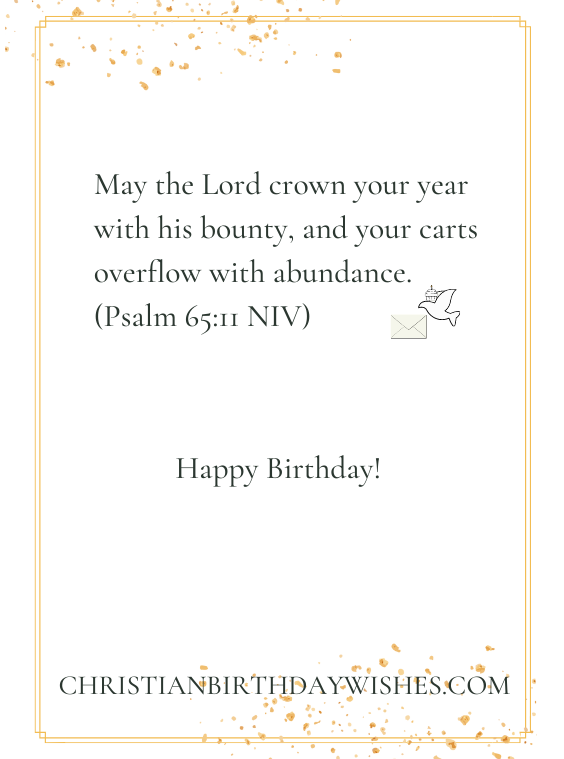 May the Lord crown your year
with his bounty, and your carts
overflow with abundance.
(Psalm 65:11 NIV)
Happy Birthday!
CHRISTIANBIRTHDAYWISHES.COM